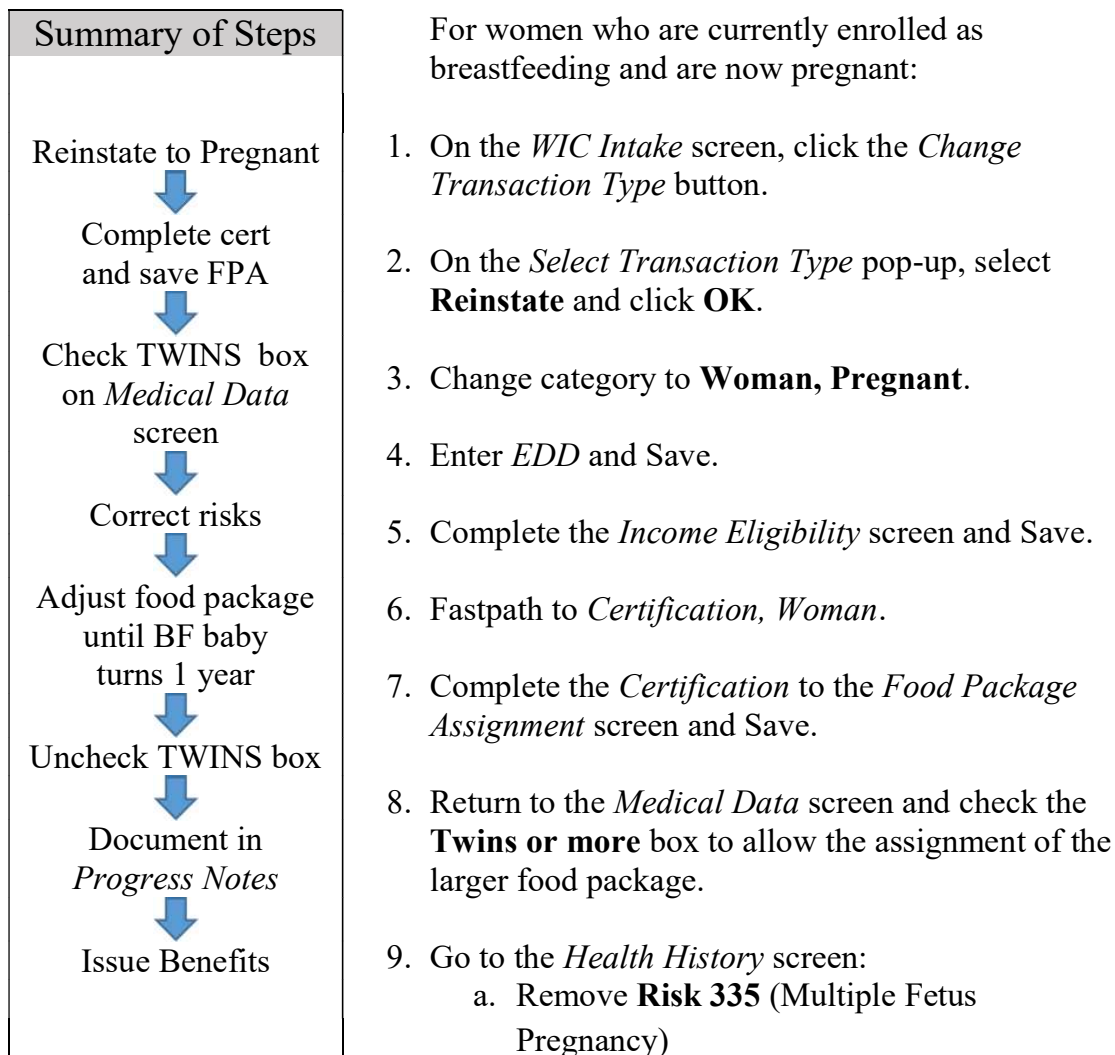 Summary of Steps
Reinstate to Pregnant
Complete cert
and save FPA
Check TWINS box
on Medical Data
screen
Correct risks
Adjust food package
until BF baby
turns 1 year
Uncheck TWINS box
Document in
Progress Notes
Issue Benefits
For women who are currently enrolled as
breastfeeding and are now pregnant:
1. On the WIC Intake screen, click the Change
Transaction Type button.
2. On the Select Transaction Type pop-up, select
Reinstate and click OK.
3. Change category to Woman, Pregnant.
4. Enter EDD and Save.
5. Complete the Income Eligibility screen and Save.
6. Fastpath to Certification, Woman.
7. Complete the Certification to the Food Package
Assignment screen and Save.
8. Return to the Medical Data screen and check the
Twins or more box to allow the assignment of the
larger food package.
9. Go to the Health History screen:
a. Remove Risk 335 (Multiple Fetus
Pregnancy)